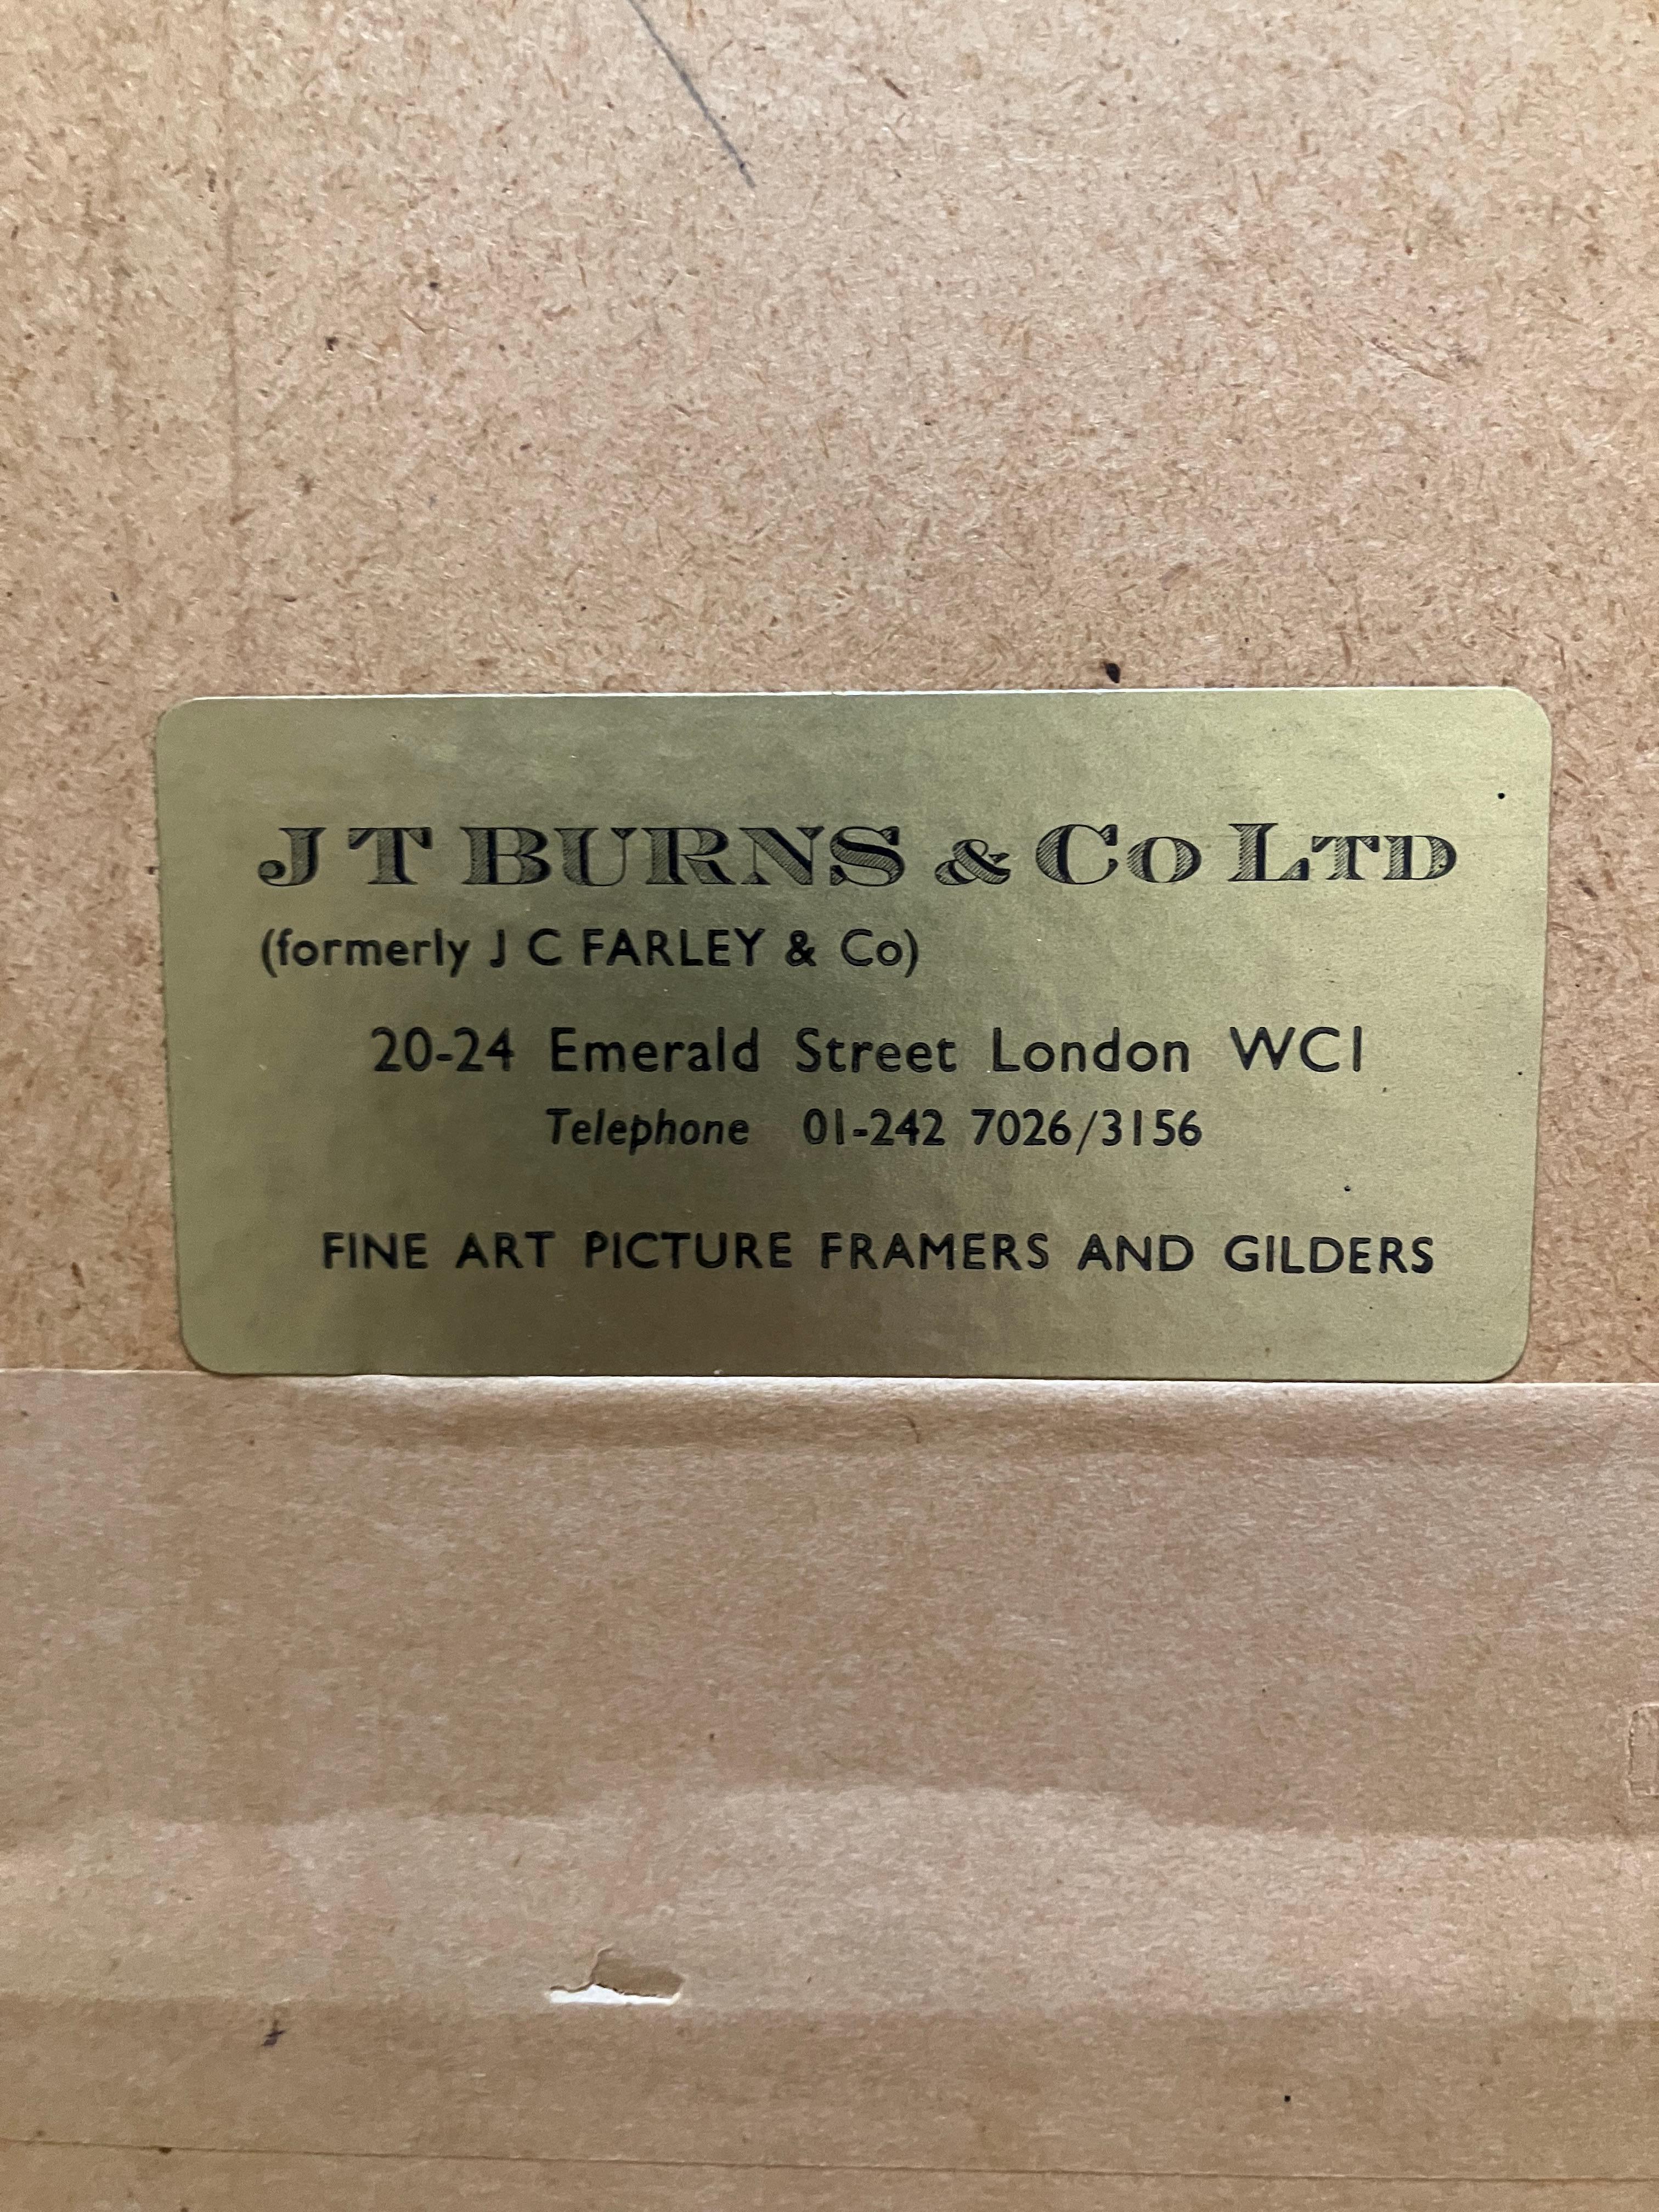 J T BURNS & CO LTD
(formerly J C FARLEY & Co)
20-24 Emerald Street London WC1
Telephone 01-242 7026/3156
FINE ART PICTURE FRAMERS AND GILDERS